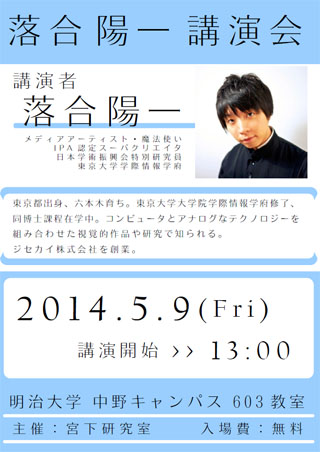 落合陽一 講演会
講演者
落合陽一
メディアアーティスト・魔法使い
IPA認定スーパクリエイタ
日本学術振興会特別研究員
東京大学学際情報学府
東京都出身、六本木育ち。東京大学大学院学際情報学府修了、
同博士課程在学中。コンピュータとアナログなテクノロジーを
組み合わせた視覚的作品や研究で知られる。
ジセカイ株式会社を創業。
2014.5.9(Fri)
講演開始 >> 13:00
明治大学 中野キャンパス 603教室
主催：宮下研究室 入場費：無料